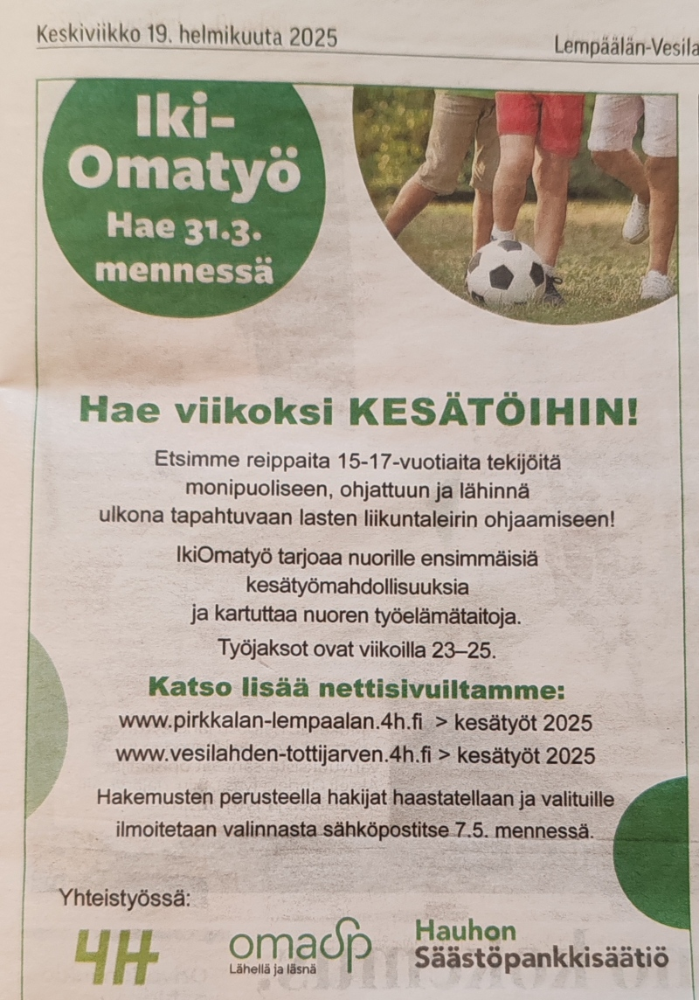 Keskiviikko 19. helmikuuta 2025
Lempäälän-Vesila
Iki-
Omatyö
Hae 31.3.
mennessä
Hae viikoksi KESÄTÖIHIN!
Etsimme reippaita 15-17-vuotiaita tekijöitä
monipuoliseen, ohjattuun ja lähinnä
ulkona tapahtuvaan lasten liikuntaleirin ohjaamiseen!
IkiOmatyö tarjoaa nuorille ensimmäisiä
kesätyömahdollisuuksia
ja kartuttaa nuoren työelämätaitoja.
Työjaksot ovat viikoilla 23–25.
Katso lisää nettisivuiltamme:
www.pirkkalan-lempaalan.4h.fi > kesätyöt 2025
www.vesilahden-tottijarven.4h.fi > kesätyöt 2025
Hakemusten perusteella hakijat haastatellaan ja valituille
ilmoitetaan valinnasta sähköpostitse 7.5. mennessä.
Yhteistyössä:
4H
omaSp
Lähellä ja läsnä
Hauhon
Säästöpankkisäätiö